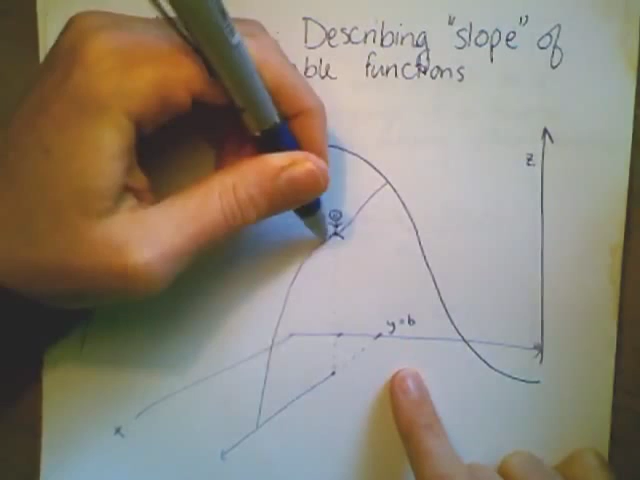 : Describing "slope" of
ble functions
z
y=b
x